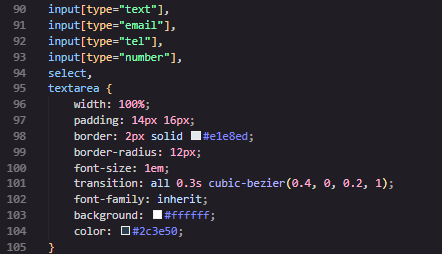 90 input[type="text"],
91 input[type="email"],
92 input[type="tel"],
93 input[type="number"],
94 select,
95 textarea {
96     width: 100%;
97     padding: 14px 16px;
98     border: 2px solid #e1e8ed;
99     border-radius: 12px;
100     font-size: 1em;
101     transition: all 0.3s cubic-bezier(0.4, 0, 0.2, 1);
102     font-family: inherit;
103     background: #ffffff;
104     color: #2c3e50;
105 }